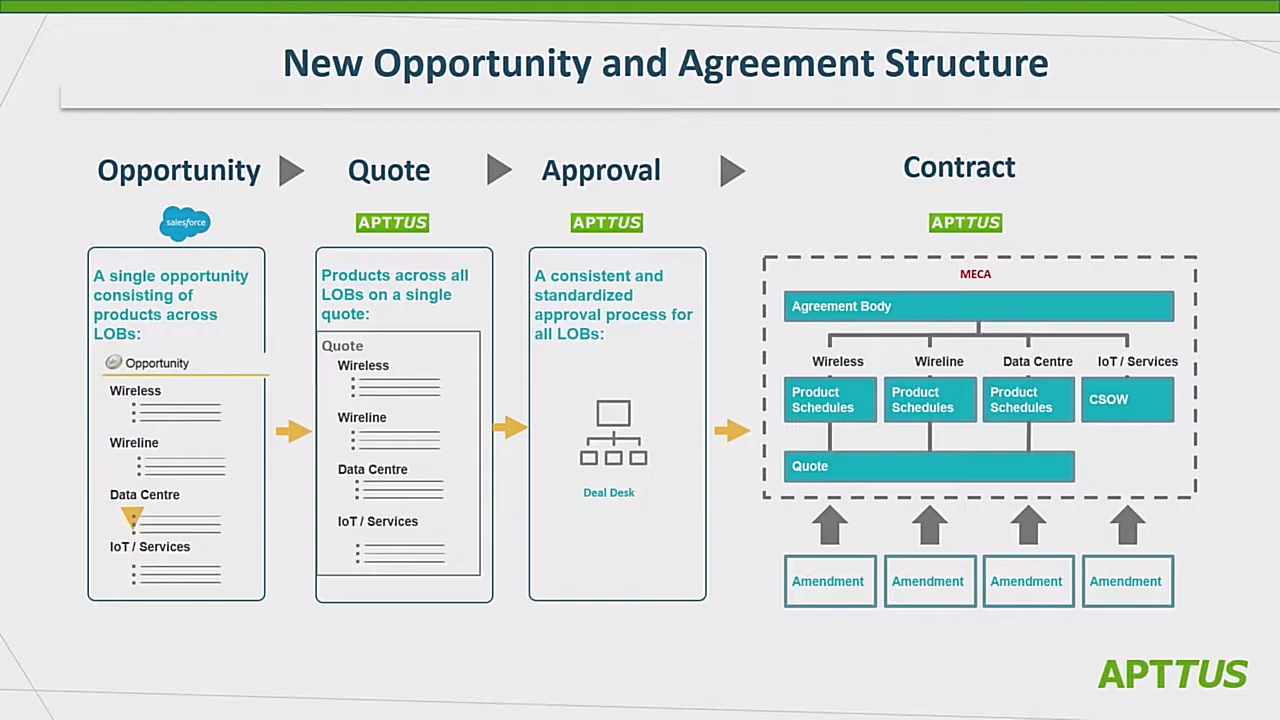 New Opportunity and Agreement Structure
Opportunity
Quote
Approval
Contract
salesforce
APTTUS
APTTUS
APTTUS
A single opportunity
consisting of
products across
LOBs:
Opportunity
Wireless
Wireline
Data Centre
IoT / Services
Products across all
LOBs on a single
quote:
Quote
Wireless
Wireline
Data Centre
IoT / Services
A consistent and
standardized
approval process for
all LOBs:
Deal Desk
MECA
Agreement Body
Wireless
Wireline
Data Centre
IoT / Services
Product
Schedules
Product
Schedules
Product
Schedules
CSOW
Quote
Amendment
Amendment
Amendment
Amendment
APTTUS